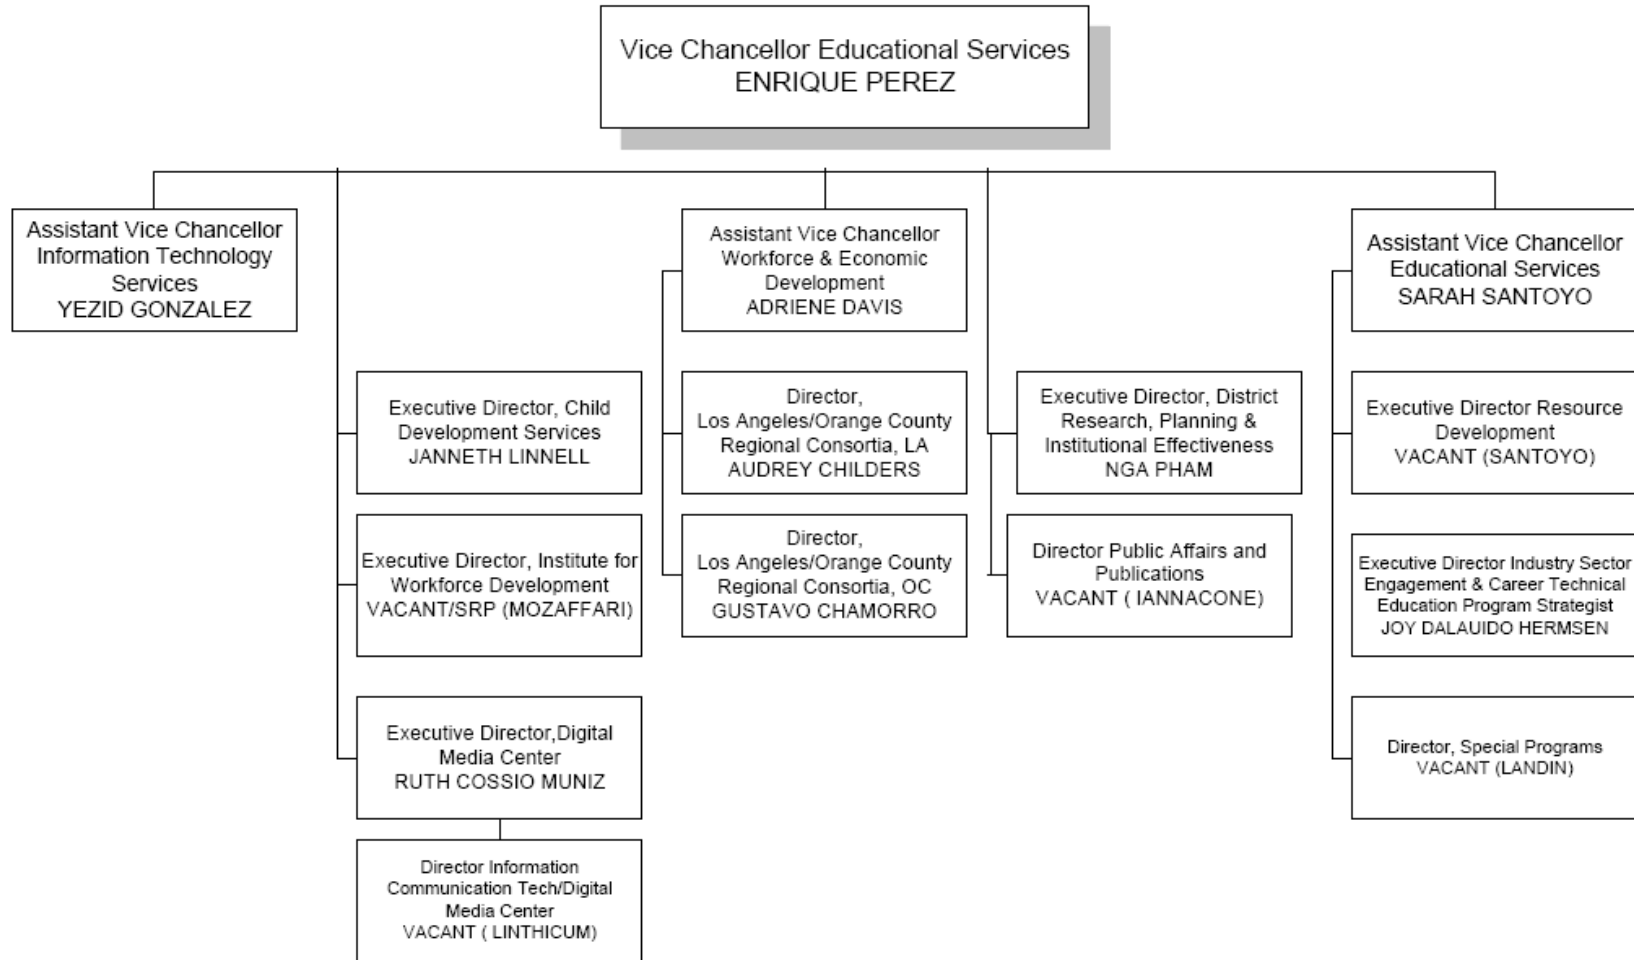 Vice Chancellor Educational Services
ENRIQUE PEREZ
Assistant Vice Chancellor
Information Technology
Services
YEZID GONZALEZ
Assistant Vice Chancellor
Workforce & Economic
Development
ADRIENE DAVIS
Assistant Vice Chancellor
Educational Services
SARAH SANTOYO
Executive Director, Child
Development Services
JANNETH LINNELL
Director,
Los Angeles/Orange County
Regional Consortia, LA
AUDREY CHILDERS
Executive Director, District
Research, Planning &
Institutional Effectiveness
NGA PHAM
Executive Director Resource
Development
VACANT (SANTOYO)
Executive Director, Institute for
Workforce Development
VACANT/SRP (MOZAFFARI)
Director,
Los Angeles/Orange County
Regional Consortia, OC
GUSTAVO CHAMORRO
Director Public Affairs and
Publications
VACANT ( IANNACONE)
Executive Director Industry Sector
Engagement & Career Technical
Education Program Strategist
JOY DALAUIDO HERMSEN
Executive Director,Digital
Media Center
RUTH COSSIO MUNIZ
Director, Special Programs
VACANT (LANDIN)
Director Information
Communication Tech/Digital
Media Center
VACANT ( LINTHICUM)